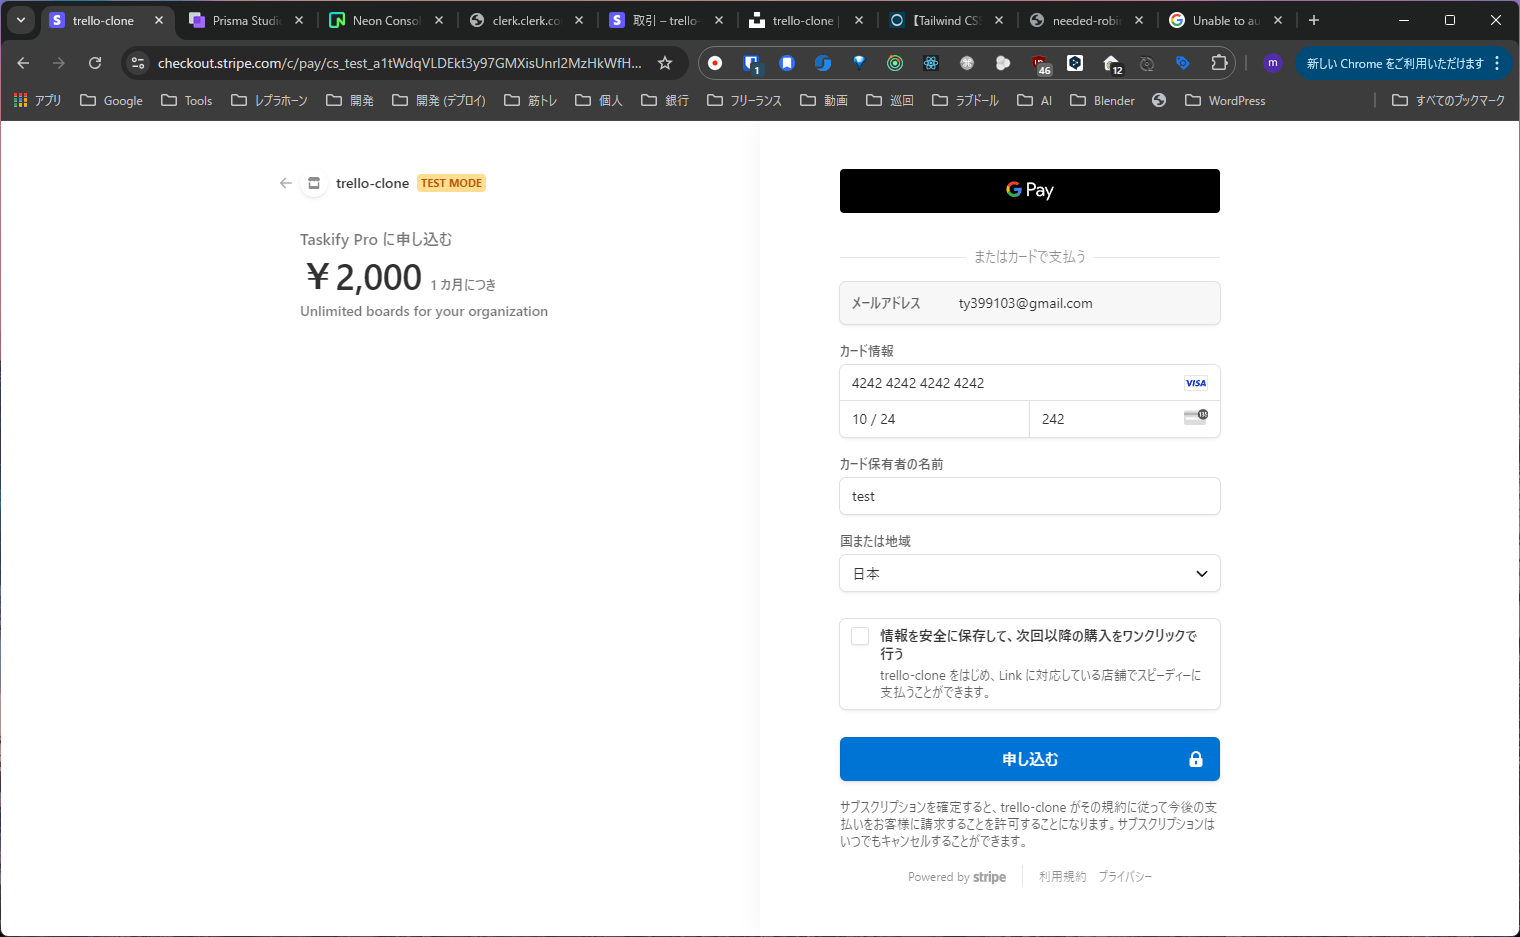 trello-clone
Prisma Studio
Neon Consol
clerk.clerk.co
取引 – trello-
trello-clone |
【Tailwind CSS
needed-robin
Unable to au
checkout.stripe.com/c/pay/cs_test_a1tWdqVLDEkt3y97GMXisUnrI2MzHkWfH...
1
46
12
m
新しい Chrome をご利用いただけます
アプリ
Google
Tools
レプラホーン
開発
開発 (デプロイ)
筋トレ
個人
銀行
フリーランス
動画
巡回
ラブドール
AI
Blender
WordPress
すべてのブックマーク
trello-clone
TEST MODE
Taskify Pro に申し込む
￥2,000 1 カ月につき
Unlimited boards for your organization
G Pay
またはカードで支払う
メールアドレス ty399103@gmail.com
カード情報
4242 4242 4242 4242 VISA
10 / 24 242
カード保有者の名前
test
国または地域
日本
情報を安全に保存して、次回以降の購入をワンクリックで
行う
trello-clone をはじめ、Link に対応している店舗でスピーディーに
支払うことができます。
申し込む
サブスクリプションを確定すると、trello-clone がその規約に従って今後の支
払いをお客様に請求することを許可することになります。サブスクリプションは
いつでもキャンセルすることができます。
Powered by stripe
利用規約 プライバシー